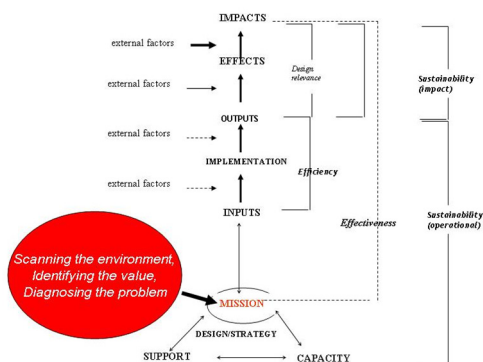 IMPACTS
external factors
EFFECTS
Design
relevance
external factors
Sustainability
(impact)
OUTPUTS
external factors
IMPLEMENTATION
Efficiency
external factors
INPUTS
Effectiveness
Sustainability
(operational)
Scanning the environment,
Identifying the value,
Diagnosing the problem
MISSION
DESIGN/STRATEGY
SUPPORT
CAPACITY